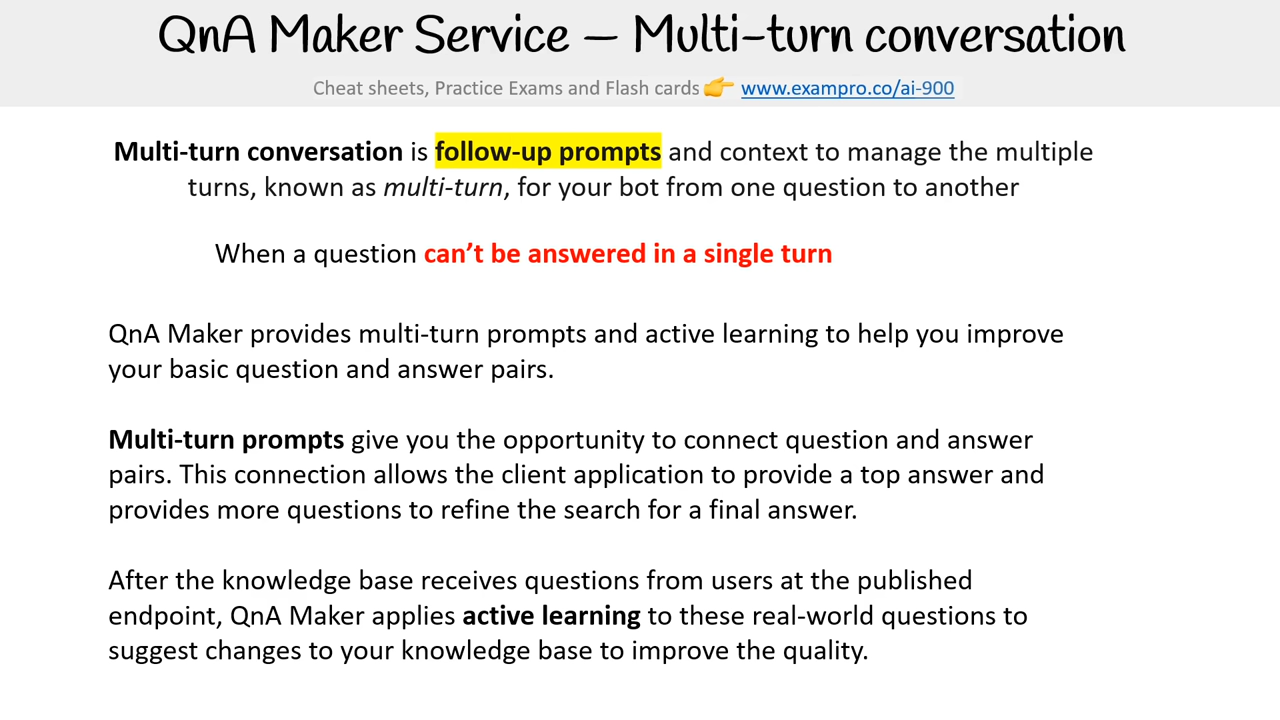 QnA Maker Service – Multi-turn conversation
Cheat sheets, Practice Exams and Flash cards 👉 www.exampro.co/ai-900
Multi-turn conversation is follow-up prompts and context to manage the multiple
turns, known as multi-turn, for your bot from one question to another
When a question can’t be answered in a single turn
QnA Maker provides multi-turn prompts and active learning to help you improve
your basic question and answer pairs.
Multi-turn prompts give you the opportunity to connect question and answer
pairs. This connection allows the client application to provide a top answer and
provides more questions to refine the search for a final answer.
After the knowledge base receives questions from users at the published
endpoint, QnA Maker applies active learning to these real-world questions to
suggest changes to your knowledge base to improve the quality.